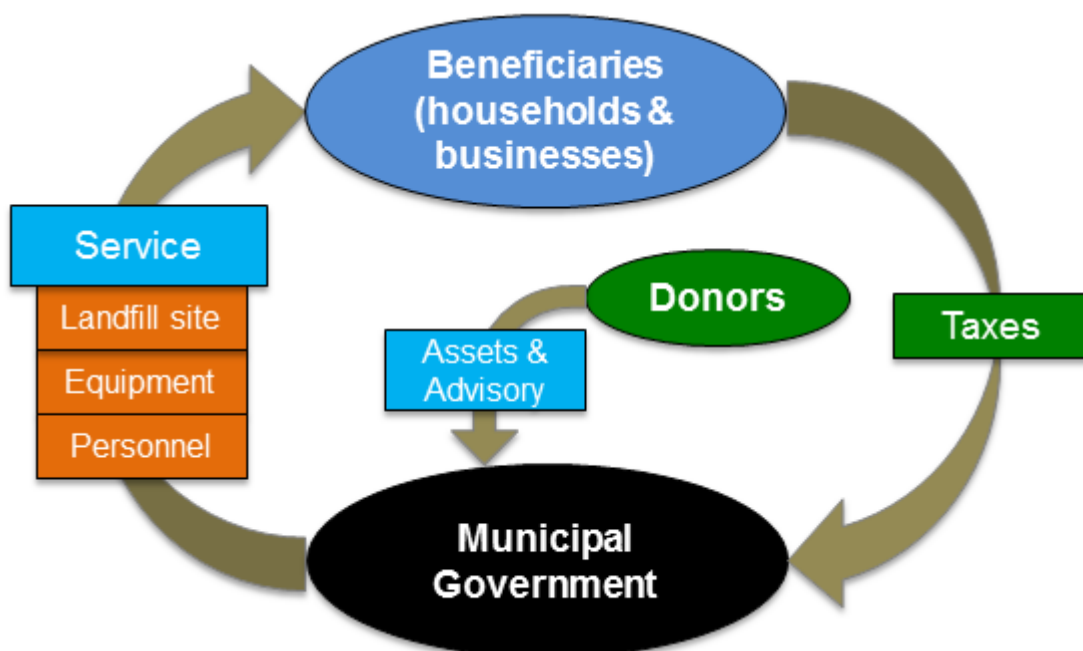 Beneficiaries
(households &
businesses)
Service
Landfill site
Equipment
Personnel
Donors
Assets &
Advisory
Taxes
Municipal
Government